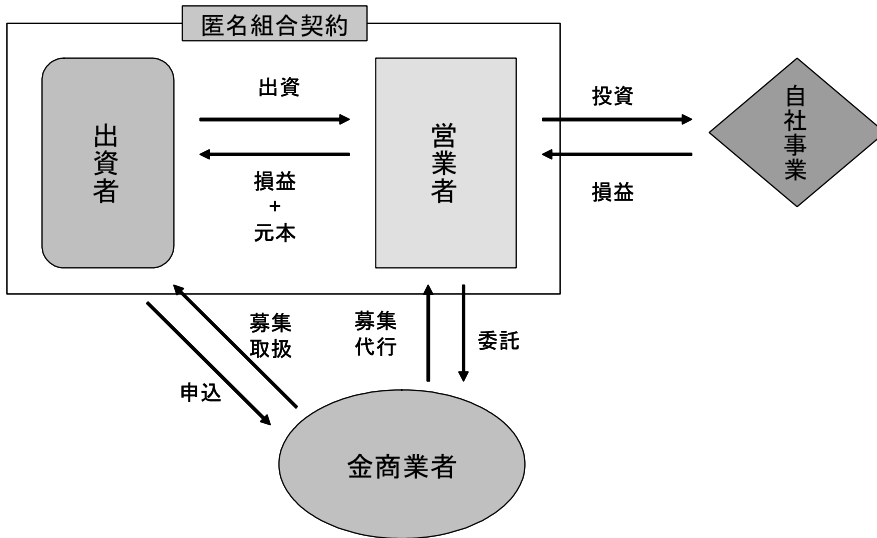 匿名組合契約
出資者
出資
損益
+
元本
営業者
投資
損益
自社事業
募集
取扱
申込
募集
代行
委託
金商業者